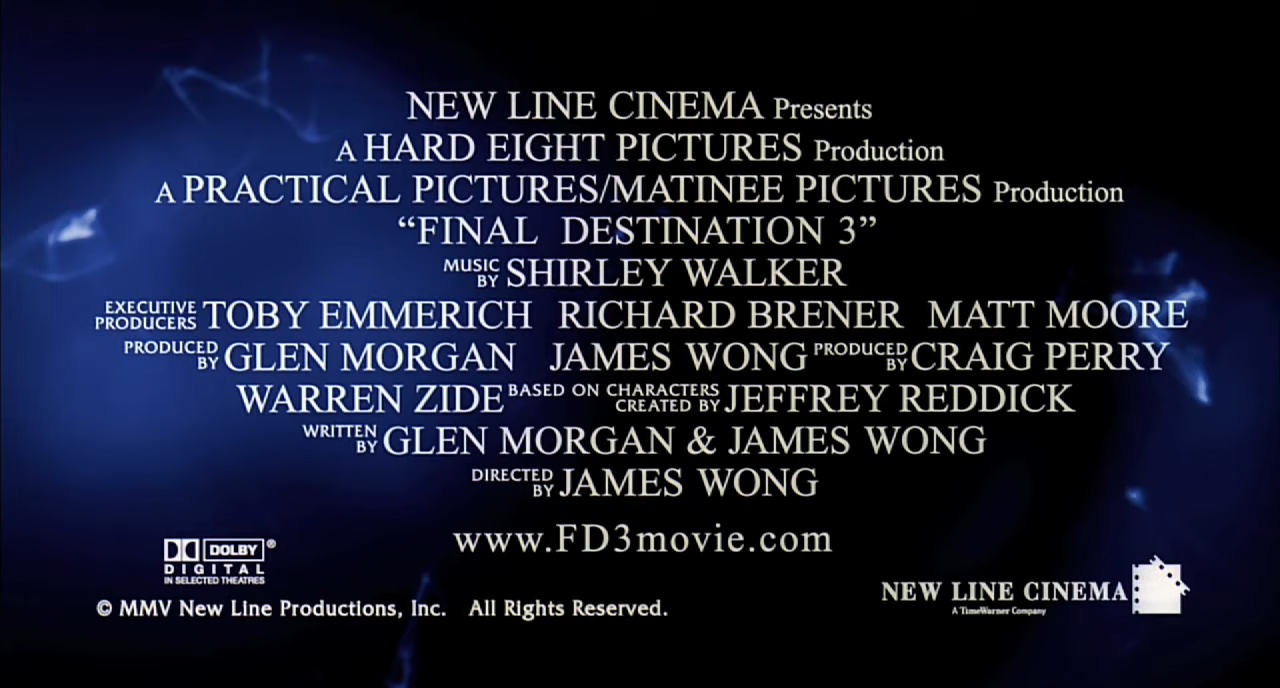 NEW LINE CINEMA Presents
A HARD EIGHT PICTURES Production
A PRACTICAL PICTURES/MATINEE PICTURES Production
“FINAL DESTINATION 3”
MUSIC BY SHIRLEY WALKER
EXECUTIVE PRODUCERS TOBY EMMERICH RICHARD BRENER MATT MOORE
PRODUCED BY GLEN MORGAN JAMES WONG PRODUCED BY CRAIG PERRY
WARREN ZIDE BASED ON CHARACTERS CREATED BY JEFFREY REDDICK
WRITTEN BY GLEN MORGAN & JAMES WONG
DIRECTED BY JAMES WONG
www.FD3movie.com
DOLBY ®
DIGITAL
IN SELECTED THEATRES
© MMV New Line Productions, Inc. All Rights Reserved.
NEW LINE CINEMA
A TimeWarner Company